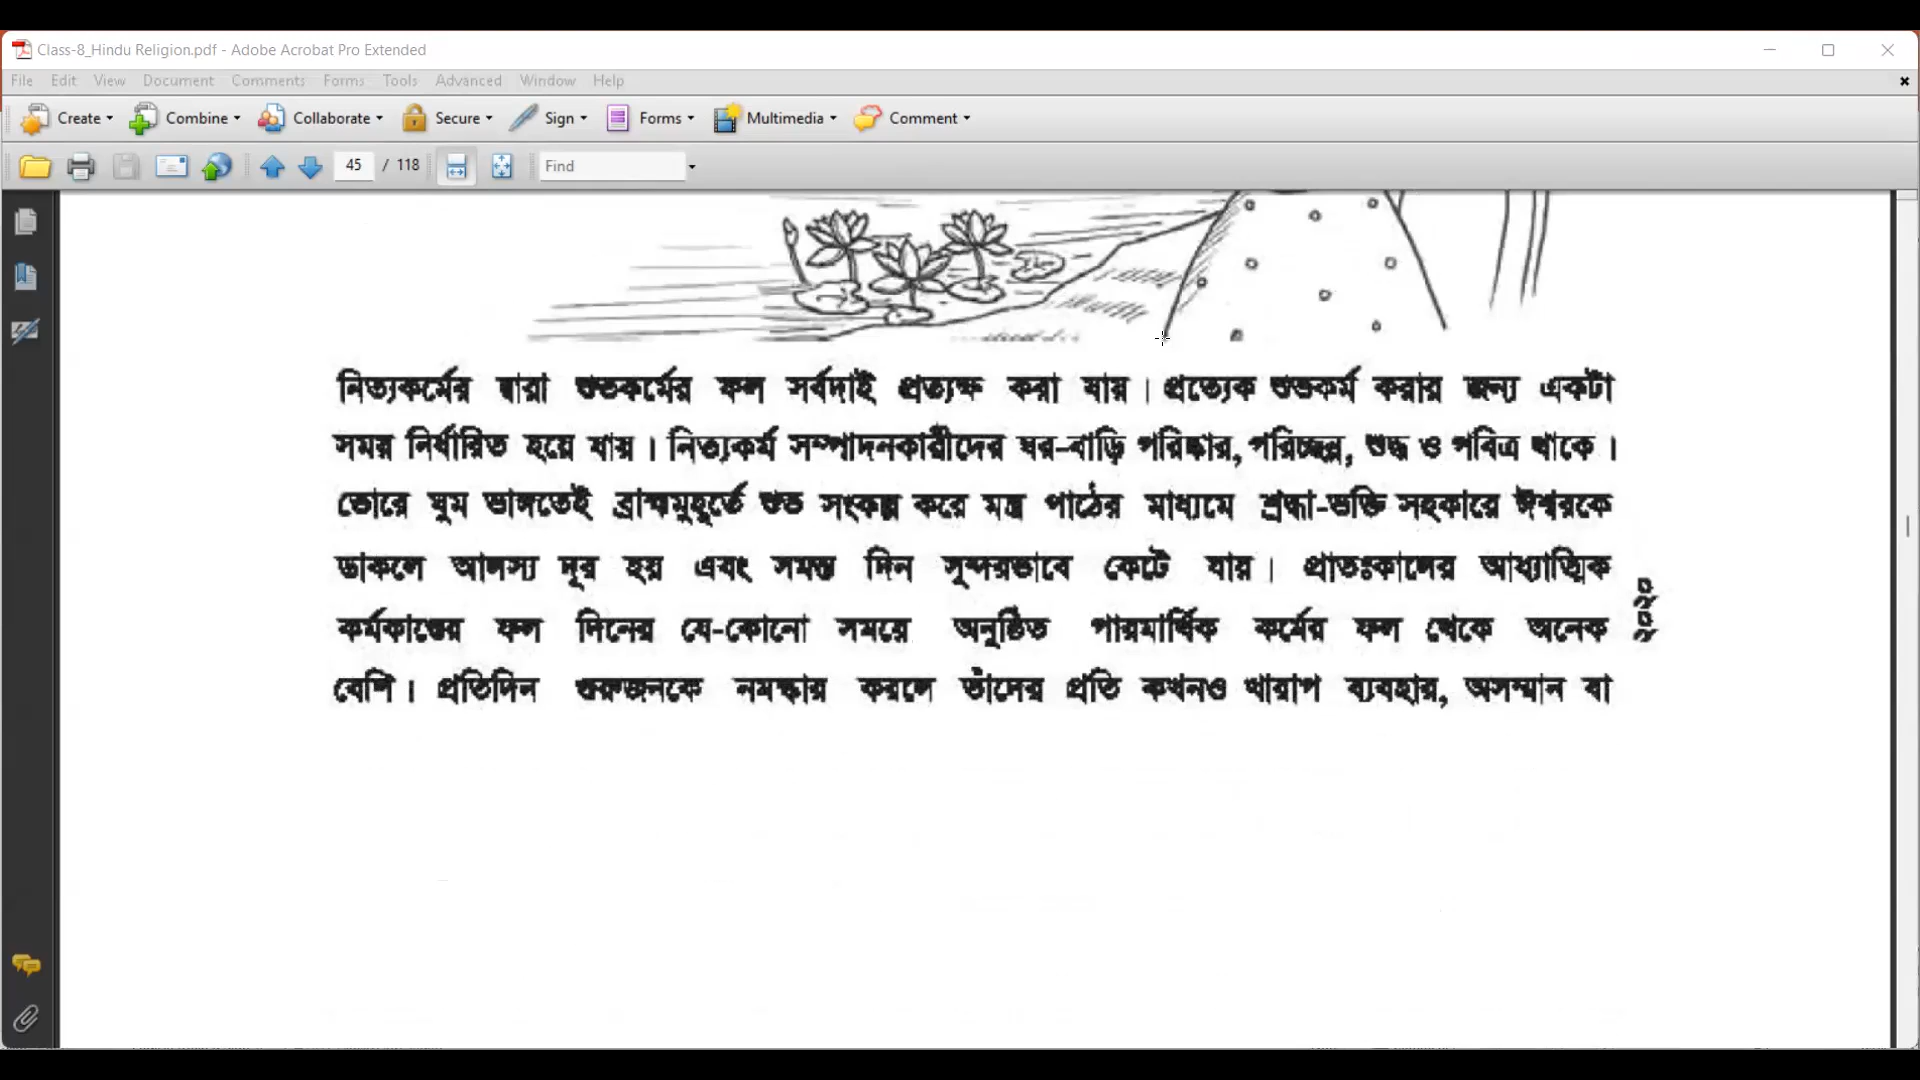 Class-8_Hindu Religion.pdf - Adobe Acrobat Pro Extended
File Edit View Document Comments Forms Tools Advanced Window Help
Create Combine Collaborate Secure Sign Forms Multimedia Comment
45 / 118 Find
নিত্যকর্মের দ্বারা শুভকর্মের ফল সর্বদাই প্রত্যক্ষ করা যায়। প্রত্যেক শুভকর্ম করার জন্য একটা
সময় নির্ধারিত হয়ে যায়। নিত্যকর্ম সম্পাদনকারীদের ঘর-বাড়ি পরিষ্কার, পরিচ্ছন্ন, শুদ্ধ ও পবিত্র থাকে।
ভোরে ঘুম ভাঙ্গতেই ব্রাহ্মমুহূর্তে শুভ সংকল্প করে মন্ত্র পাঠের মাধ্যমে শ্রদ্ধা-ভক্তি সহকারে ঈশ্বরকে
ডাকলে আলস্য দূর হয় এবং সমস্ত দিন সুন্দরভাবে কেটে যায়। প্রাতঃকালের আধ্যাত্মিক
কর্মকাণ্ডের ফল দিনের যে-কোনো সময়ে অনুষ্ঠিত পারমার্থিক কর্মের ফল থেকে অনেক
বেশি। প্রতিদিন গুরুজনকে নমস্কার করলে তাঁদের প্রতি কখনও খারাপ ব্যবহার, অসম্মান বা
২০২০